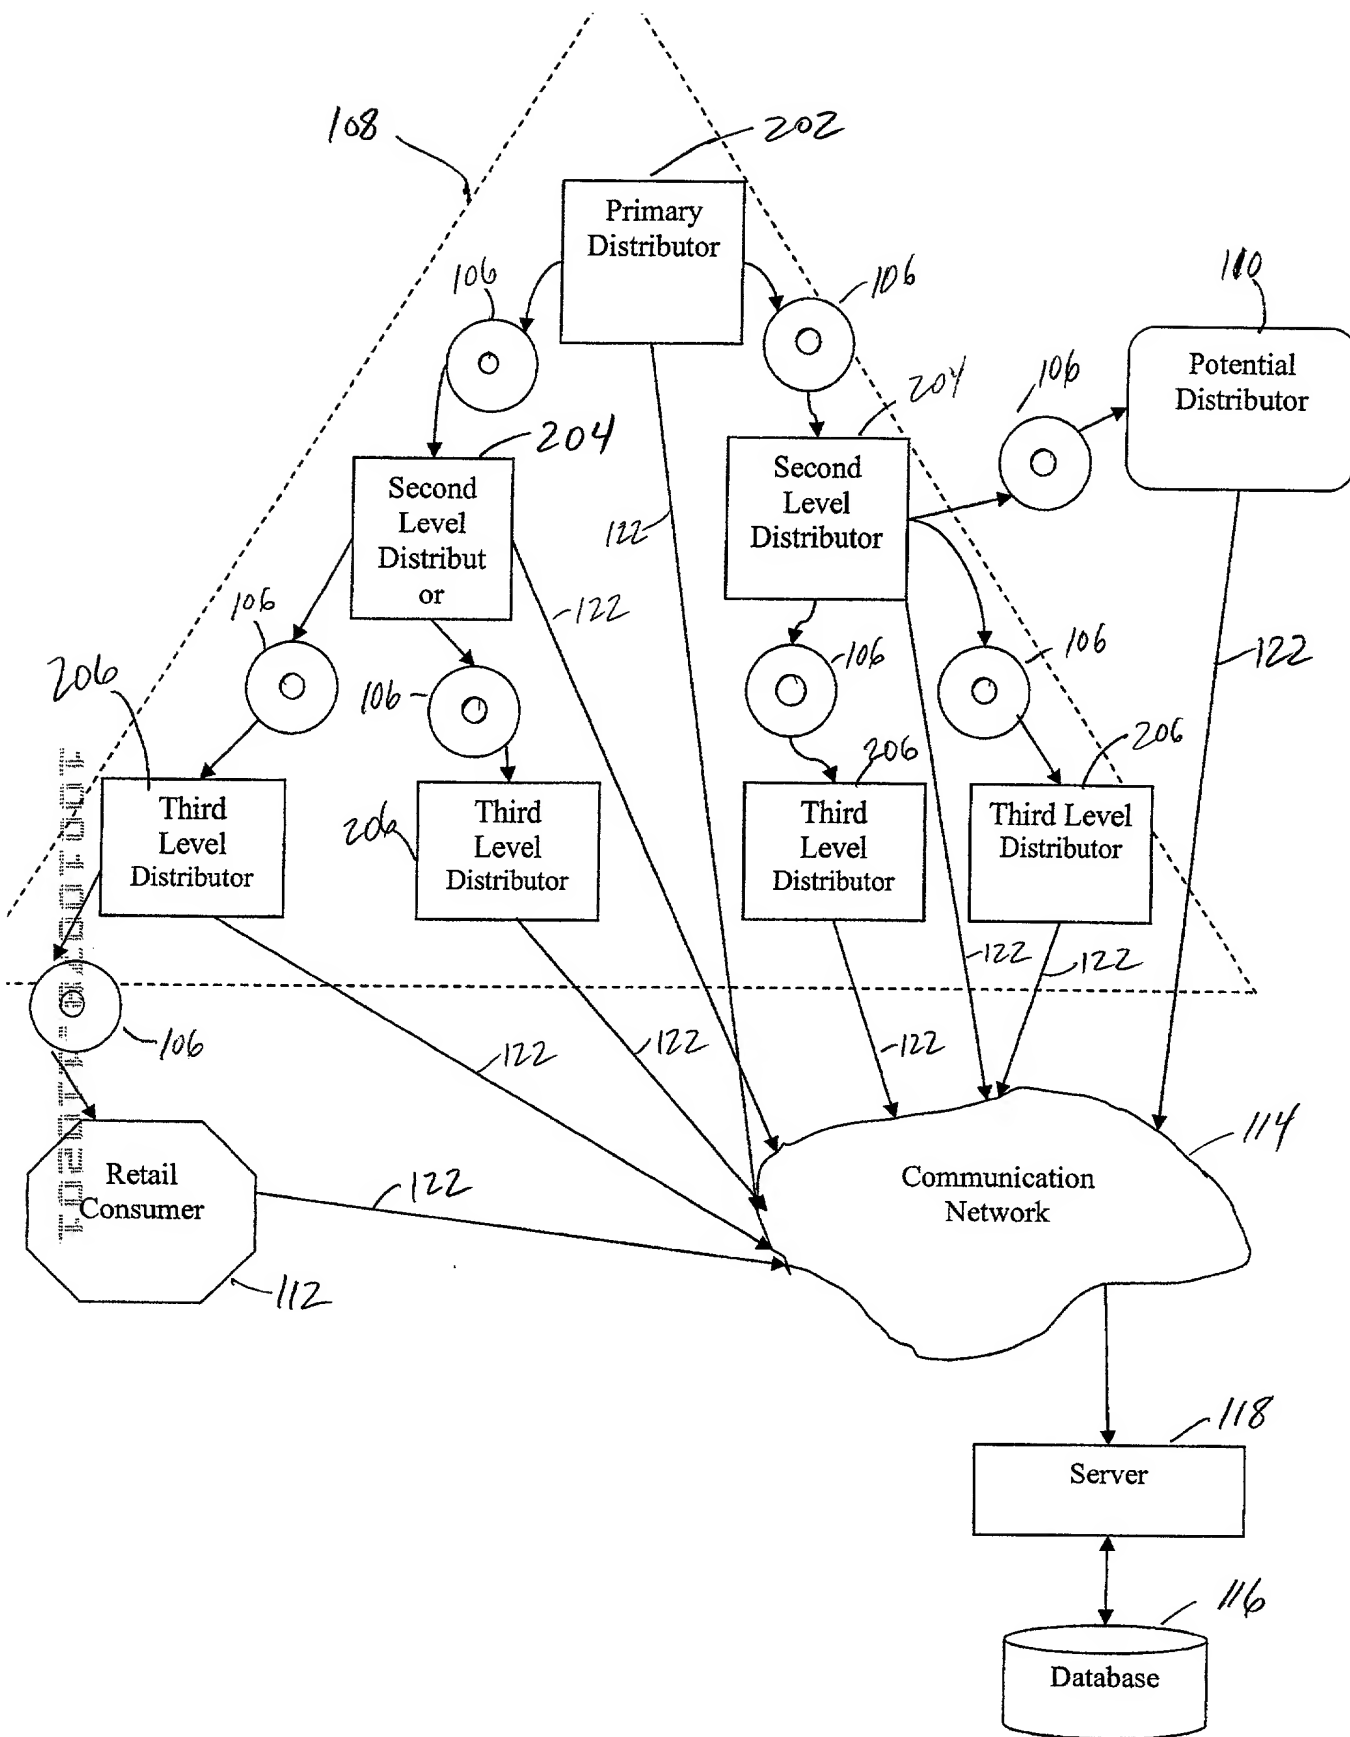 108
202
Primary
Distributor
106
106
110
Potential
Distributor
106
204
204
Second
Level
Distribut
or
Second
Level
Distributor
122
122
122
106
106
106
106
206
206
206
206
Third
Level
Distributor
Third
Level
Distributor
Third
Level
Distributor
Third Level
Distributor
122
122
122
122
122
106
Retail
Consumer
122
112
Communication
Network
114
118
Server
116
Database